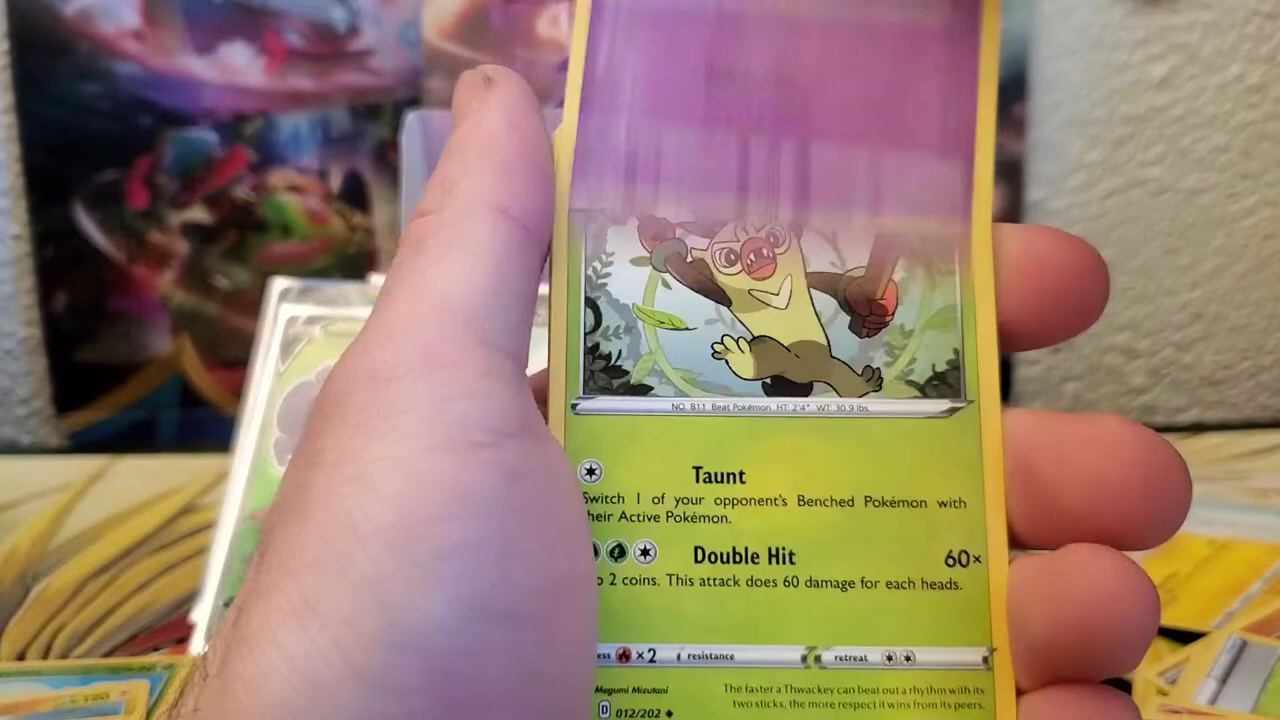 NO. 811 Beat Pokémon HT: 2'4" WT: 30.9 lbs.
Taunt
Switch 1 of your opponent's Benched Pokémon with
heir Active Pokémon.
Double Hit 60×
2 coins. This attack does 60 damage for each heads.
ess ×2 resistance retreat
Megumi Mizutani
The faster a Thwackey can beat out a rhythm with its
two sticks, the more respect it wins from its peers.
D 012/202